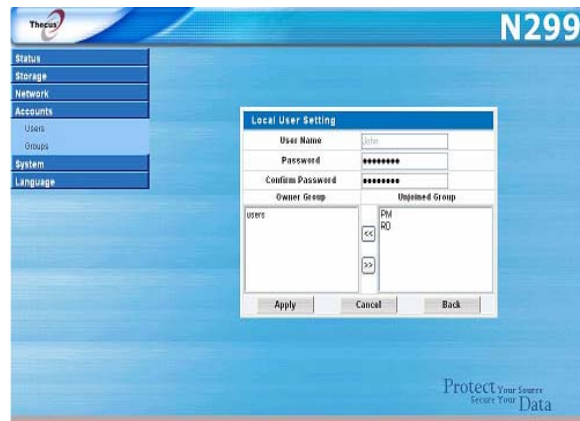 Thecus
N299
Status
Storage
Network
Accounts
Users
Groups
System
Language
Local User Setting
User Name John
Password ●●●●●●●●
Confirm Password ●●●●●●●●
Owner Group Unjoined Group
users
PM
RD
<<
>>
Apply Cancel Back
Protect Your Source
Secure Your Data